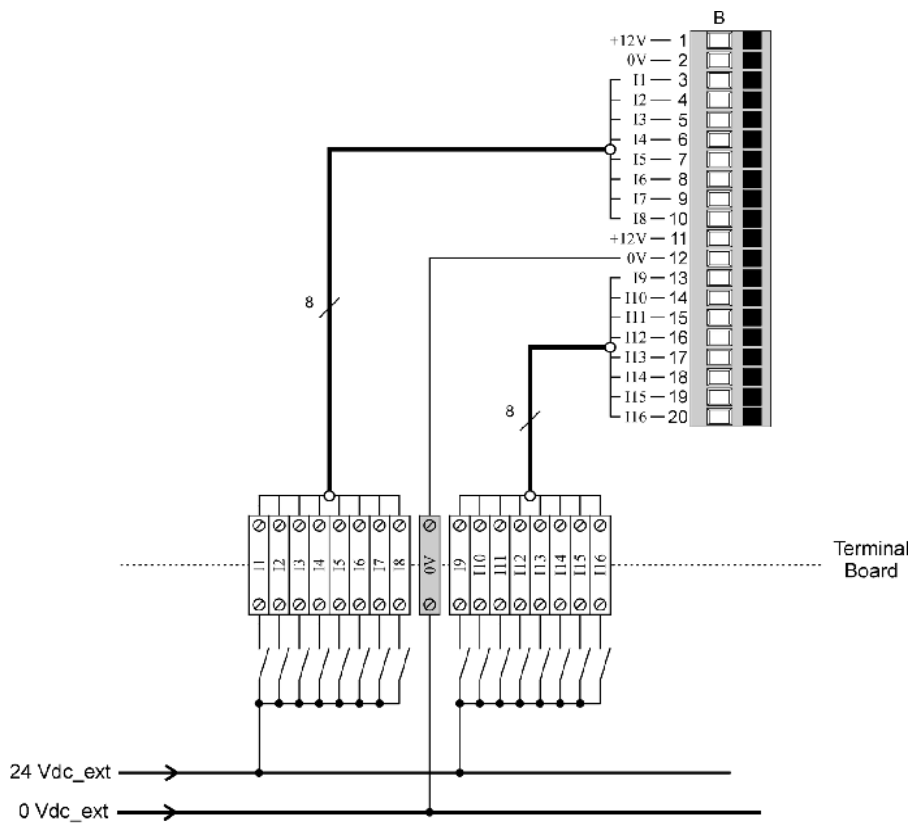 B
+12V 1
0V 2
I1 3
I2 4
I3 5
I4 6
I5 7
I6 8
I7 9
I8 10
+12V 11
0V 12
I9 13
I10 14
I11 15
I12 16
I13 17
I14 18
I15 19
I16 20
8
8
I1 I2 I3 I4 I5 I6 I7 I8 0V I9 I10 I11 I12 I13 I14 I15 I16
Terminal
Board
24 Vdc_ext
0 Vdc_ext